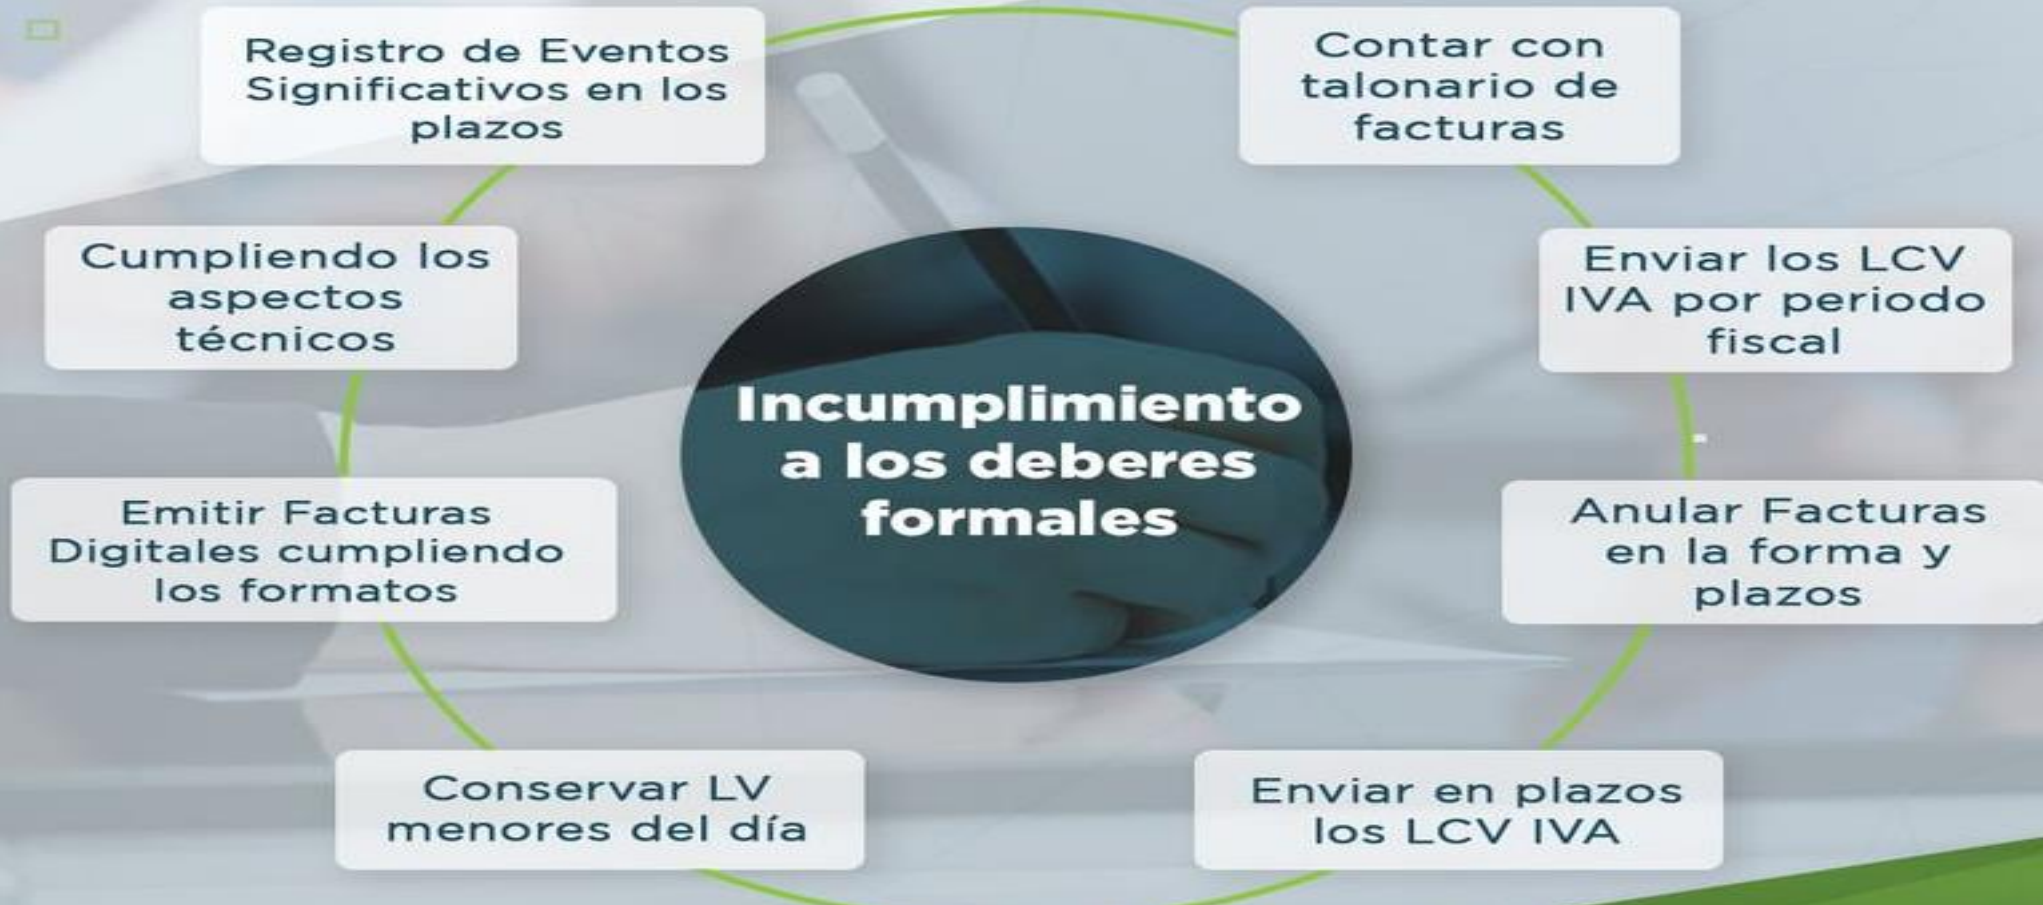 Registro de Eventos
Significativos en los
plazos
Contar con
talonario de
facturas
Cumpliendo los
aspectos
técnicos
Enviar los LCV
IVA por periodo
fiscal
Incumplimiento
a los deberes
formales
Emitir Facturas
Digitales cumpliendo
los formatos
Anular Facturas
en la forma y
plazos
Conservar LV
menores del día
Enviar en plazos
los LCV IVA